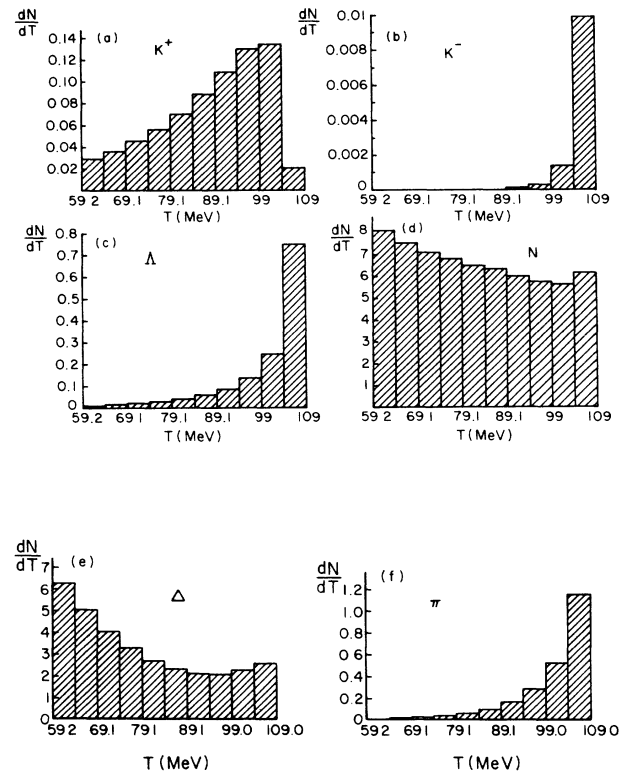 dN
dT
(a)
K+
0.14
0.12
0.10
0.08
0.06
0.04
0.02
59 2 69.1 79.1 89.1 99 109
T (MeV)
dN
dT
(b)
K-
0.01
0.008
0.006
0.004
0.002
0
59 2 69.1 79.1 89.1 99 109
T (MeV)
dN
dT
(c)
Λ
0.8
0.7
0.6
0.5
0.4
0.3
0.2
0.1
0
59.2 69.1 79.1 89.1 99 109
T (MeV)
dN
dT
(d)
N
8
7
6
5
4
3
2
1
59 2 69 1 79.1 89.1 99 109
T (MeV)
dN
dT
(e)
Δ
7
6
5
4
3
2
1
0
59 2 69.1 79.1 89.1 99.0 109.0
T (MeV)
dN
dT
(f)
π
1.2
1.0
0.8
0.6
0.4
0.2
0
59 2 69.1 79.1 89.1 99.0 109 0
T (MeV)